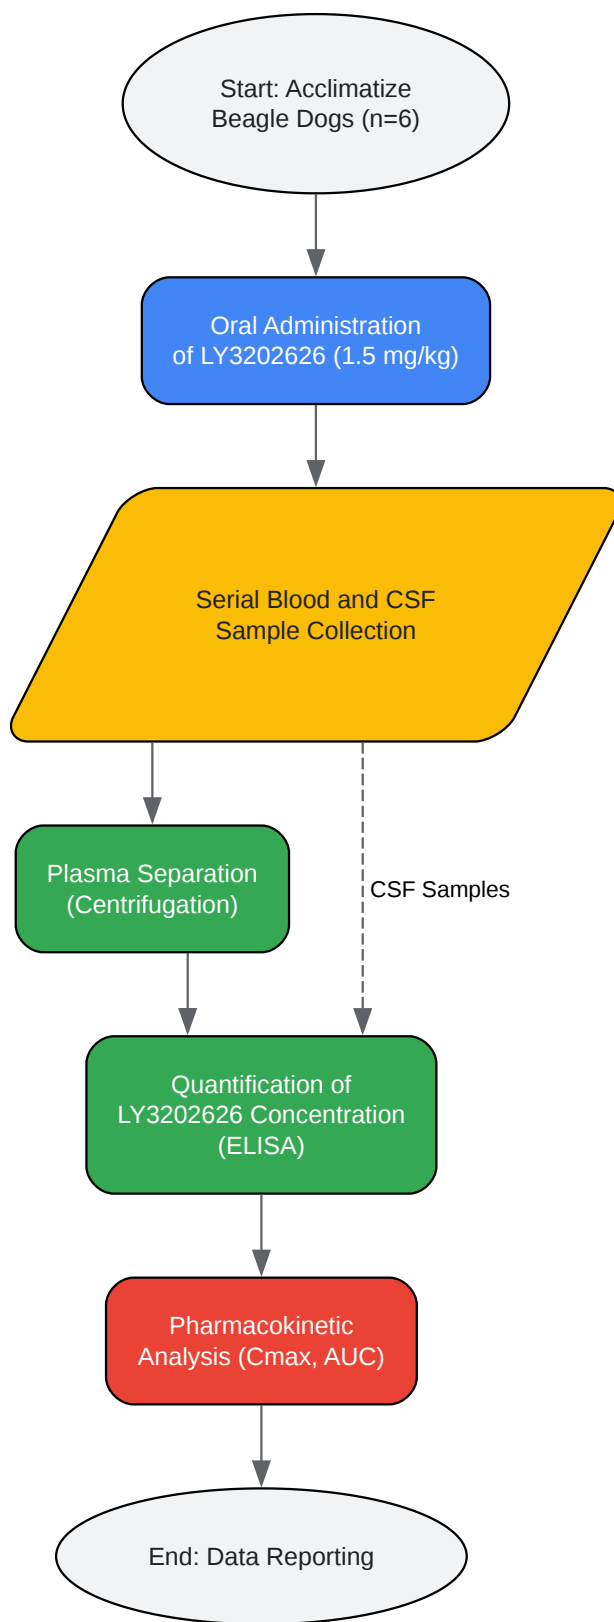 Start: Acclimatize
Beagle Dogs (n=6)
Oral Administration
of LY3202626 (1.5 mg/kg)
Serial Blood and CSF
Sample Collection
Plasma Separation
(Centrifugation)
CSF Samples
Quantification of
LY3202626 Concentration
(ELISA)
Pharmacokinetic
Analysis (Cmax, AUC)
End: Data Reporting